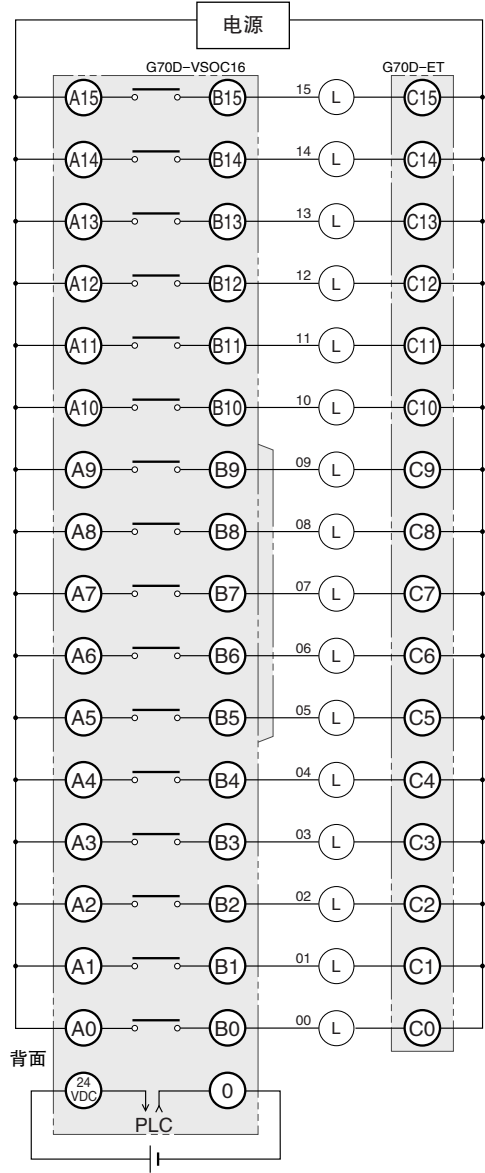 电源
G70D-VSOC16 G70D-ET
A15 B15 15 L C15
A14 B14 14 L C14
A13 B13 13 L C13
A12 B12 12 L C12
A11 B11 11 L C11
A10 B10 10 L C10
A9 B9 09 L C9
A8 B8 08 L C8
A7 B7 07 L C7
A6 B6 06 L C6
A5 B5 05 L C5
A4 B4 04 L C4
A3 B3 03 L C3
A2 B2 02 L C2
A1 B1 01 L C1
A0 B0 00 L C0
背面
24
VDC 0
PLC